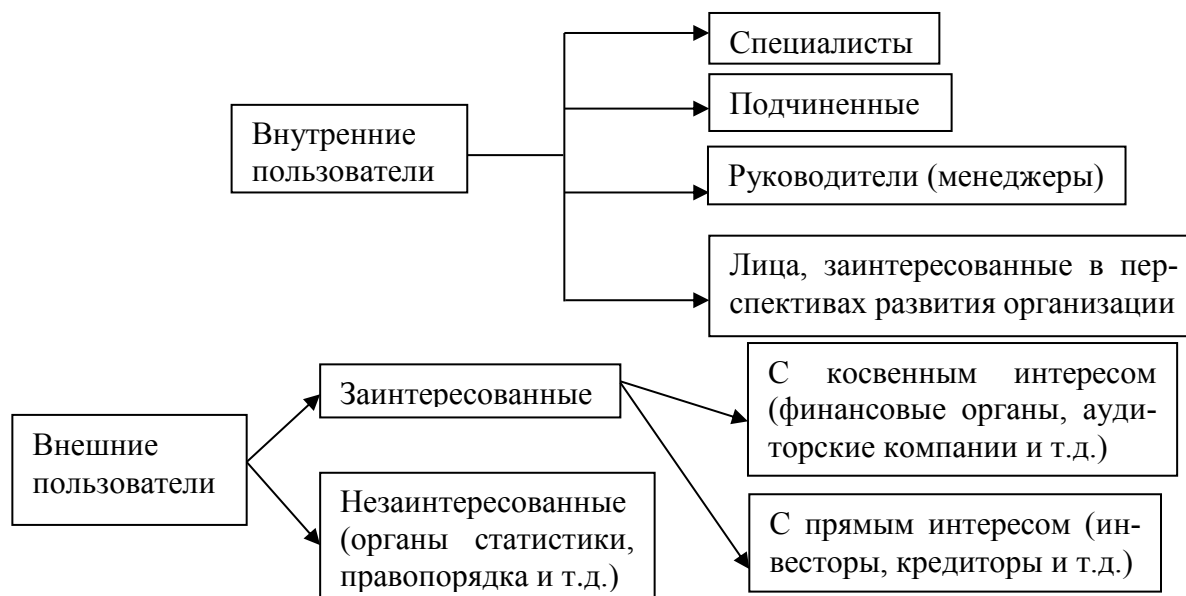 Специалисты
Подчиненные
Внутренние
пользователи
Руководители (менеджеры)
Лица, заинтересованные в пер-
спективах развития организации
Заинтересованные
С косвенным интересом
(финансовые органы, ауди-
торские компании и т.д.)
Внешние
пользователи
Незаинтересованные
(органы статистики,
правопорядка и т.д.)
С прямым интересом (ин-
весторы, кредиторы и т.д.)